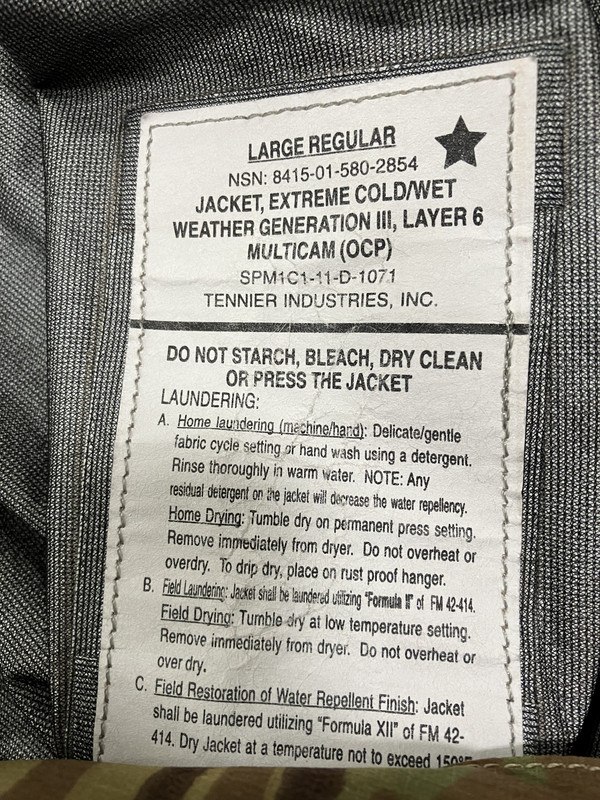 LARGE REGULAR
NSN: 8415-01-580-2854
JACKET, EXTREME COLD/WET
WEATHER GENERATION III, LAYER 6
MULTICAM (OCP)
SPM1C1-11-D-1071
TENNIER INDUSTRIES, INC.
DO NOT STARCH, BLEACH, DRY CLEAN
OR PRESS THE JACKET
LAUNDERING:
A. Home laundering (machine/hand): Delicate/gentle
fabric cycle setting or hand wash using a detergent.
Rinse thoroughly in warm water. NOTE: Any
residual detergent on the jacket will decrease the water repellency.
Home Drying: Tumble dry on permanent press setting.
Remove immediately from dryer. Do not overheat or
overdry. To drip dry, place on rust proof hanger.
B. Field Laundering: Jacket shall be laundered utilizing "Formula II" of FM 42-414.
Field Drying: Tumble dry at low temperature setting.
Remove immediately from dryer. Do not overheat or
over dry.
C. Field Restoration of Water Repellent Finish: Jacket
shall be laundered utilizing "Formula XII" of FM 42-
414. Dry Jacket at a temperature not to exceed